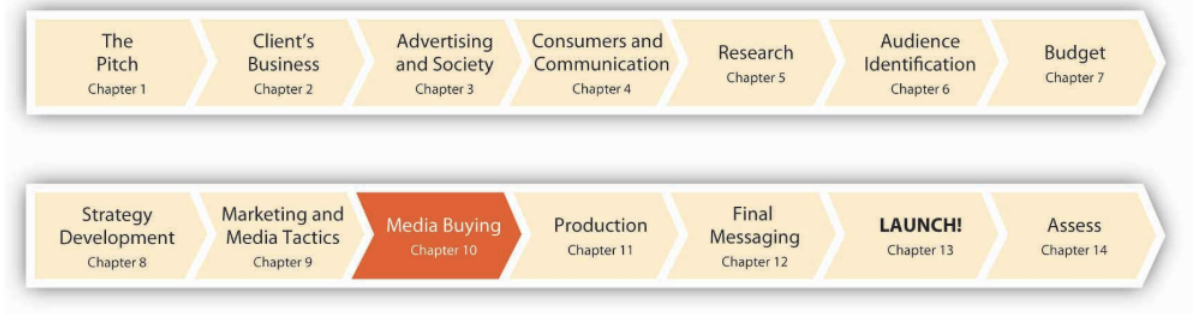 The
Pitch
Chapter 1
Client's
Business
Chapter 2
Advertising
and Society
Chapter 3
Consumers and
Communication
Chapter 4
Research
Chapter 5
Audience
Identification
Chapter 6
Budget
Chapter 7
Strategy
Development
Chapter 8
Marketing and
Media Tactics
Chapter 9
Media Buying
Chapter 10
Production
Chapter 11
Final
Messaging
Chapter 12
LAUNCH!
Chapter 13
Assess
Chapter 14